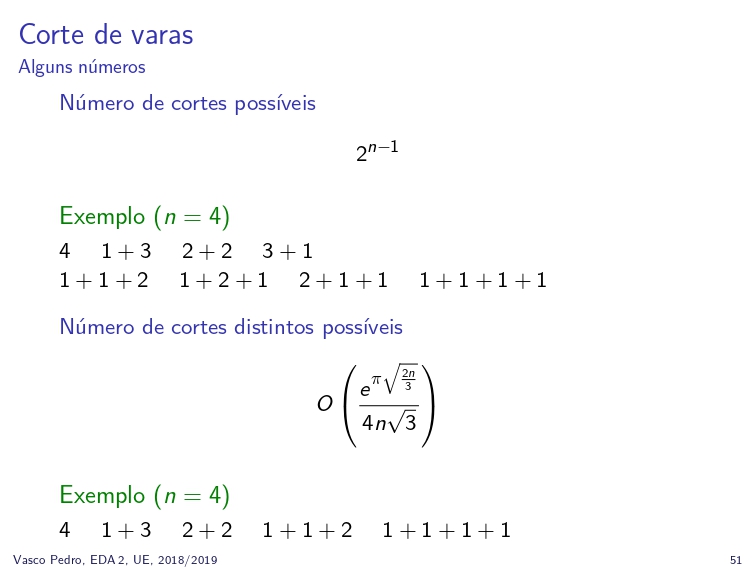 Corte de varas
Alguns números
Número de cortes possíveis
2^{n−1}
Exemplo (n = 4)
4 1 + 3 2 + 2 3 + 1
1 + 1 + 2 1 + 2 + 1 2 + 1 + 1 1 + 1 + 1 + 1
Número de cortes distintos possíveis
O \left( \frac{e^{\pi\sqrt{\frac{2n}{3}}}}{4n\sqrt{3}} \right)
Exemplo (n = 4)
4 1 + 3 2 + 2 1 + 1 + 2 1 + 1 + 1 + 1
Vasco Pedro, EDA 2, UE, 2018/2019 51